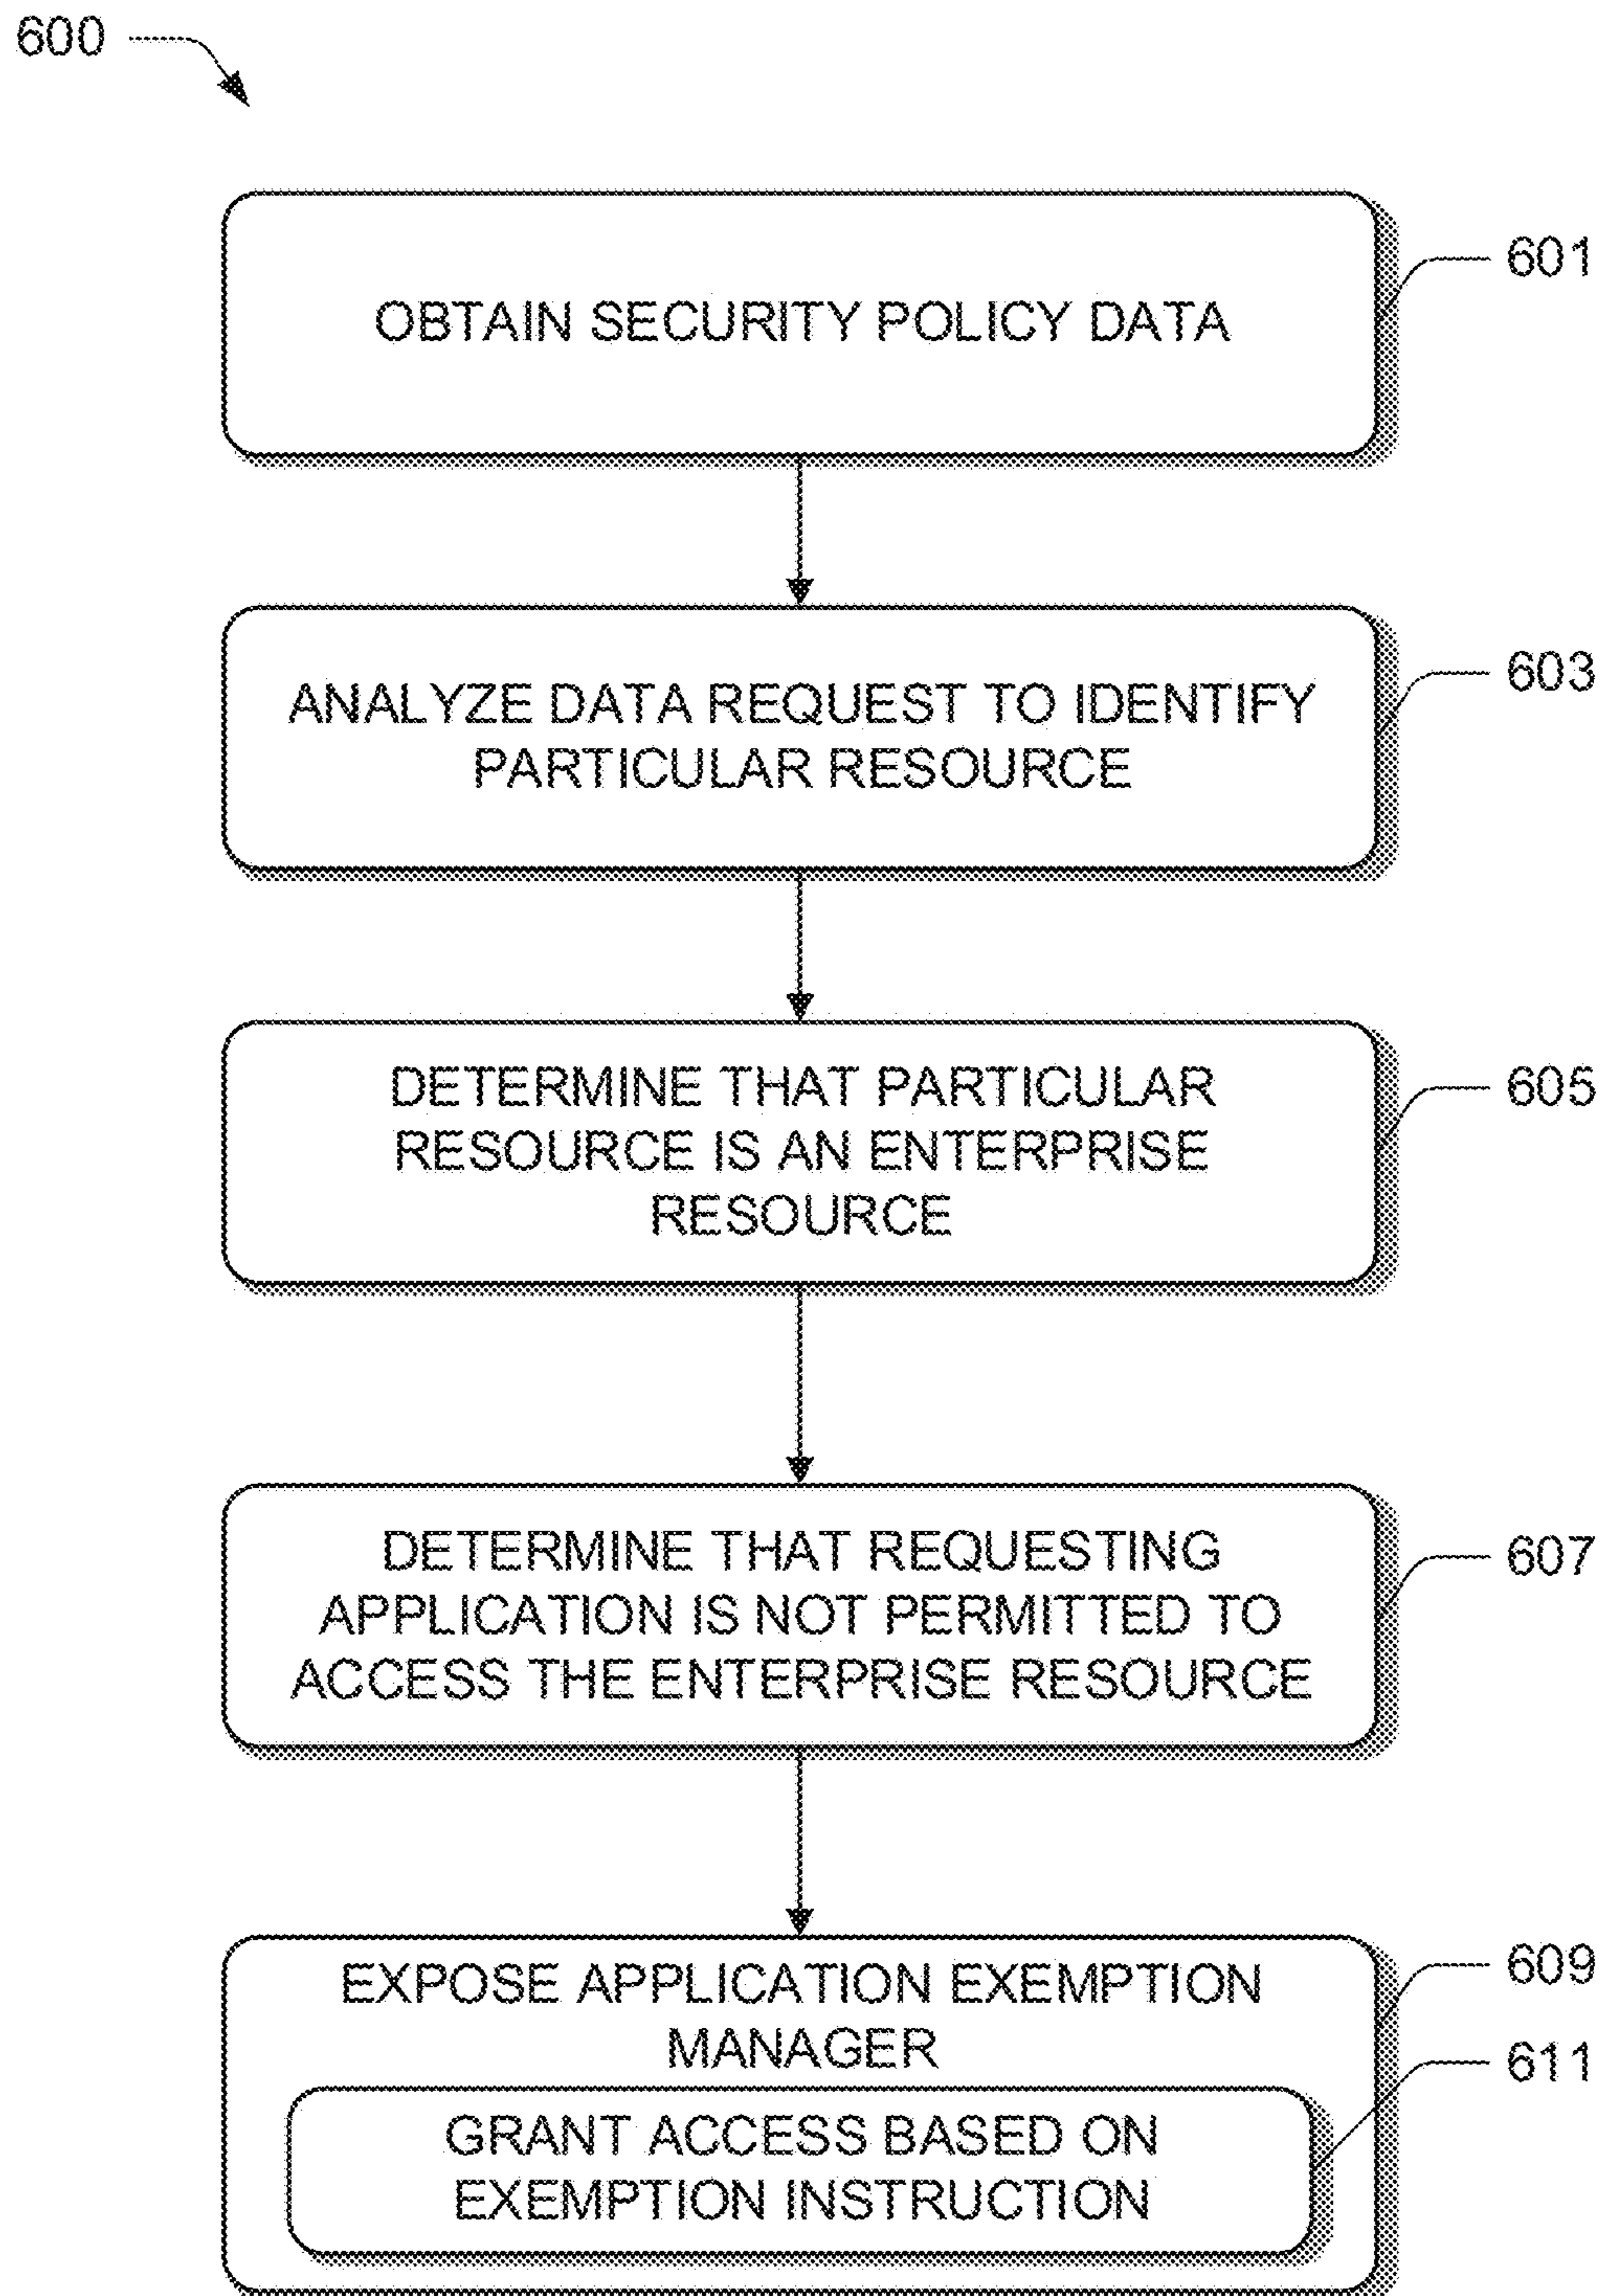 600
OBTAIN SECURITY POLICY DATA
601
ANALYZE DATA REQUEST TO IDENTIFY
PARTICULAR RESOURCE
603
DETERMINE THAT PARTICULAR
RESOURCE IS AN ENTERPRISE
RESOURCE
605
DETERMINE THAT REQUESTING
APPLICATION IS NOT PERMITTED TO
ACCESS THE ENTERPRISE RESOURCE
607
EXPOSE APPLICATION EXEMPTION
MANAGER
609
GRANT ACCESS BASED ON
EXEMPTION INSTRUCTION
611